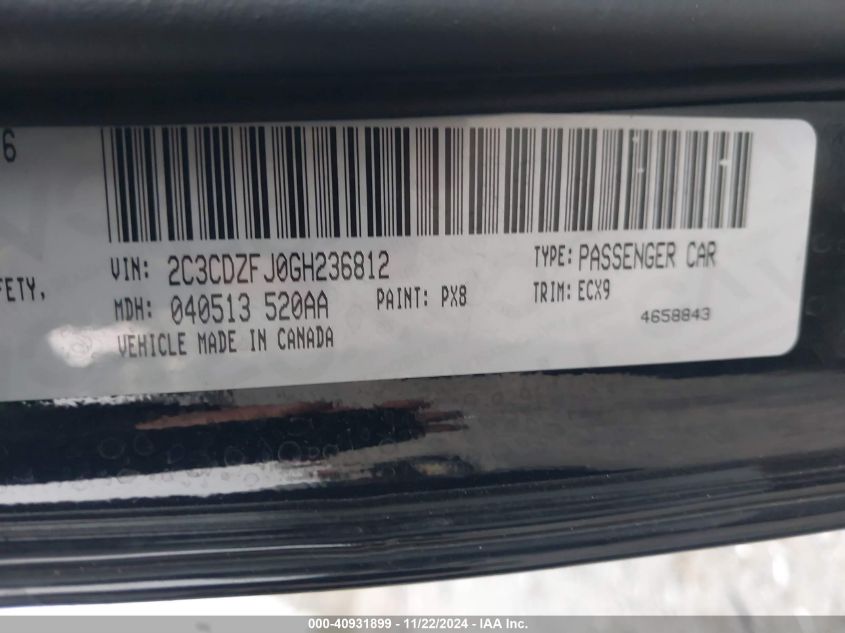 6
VIN: 2C3CDZFJ0GH236812 TYPE: PASSENGER CAR
FETY,
MDH: 040513 520AA PAINT: PX8 TRIM: ECX9
4658843
VEHICLE MADE IN CANADA
000-40931899 - 11/22/2024 - IAA Inc.